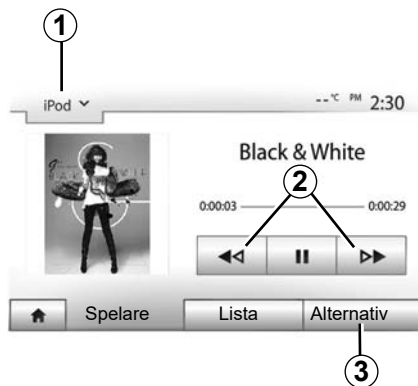 1
iPod
--°C PM 2:30
Black & White
2
0:00:03 0:00:29
Spelare Lista Alternativ
3